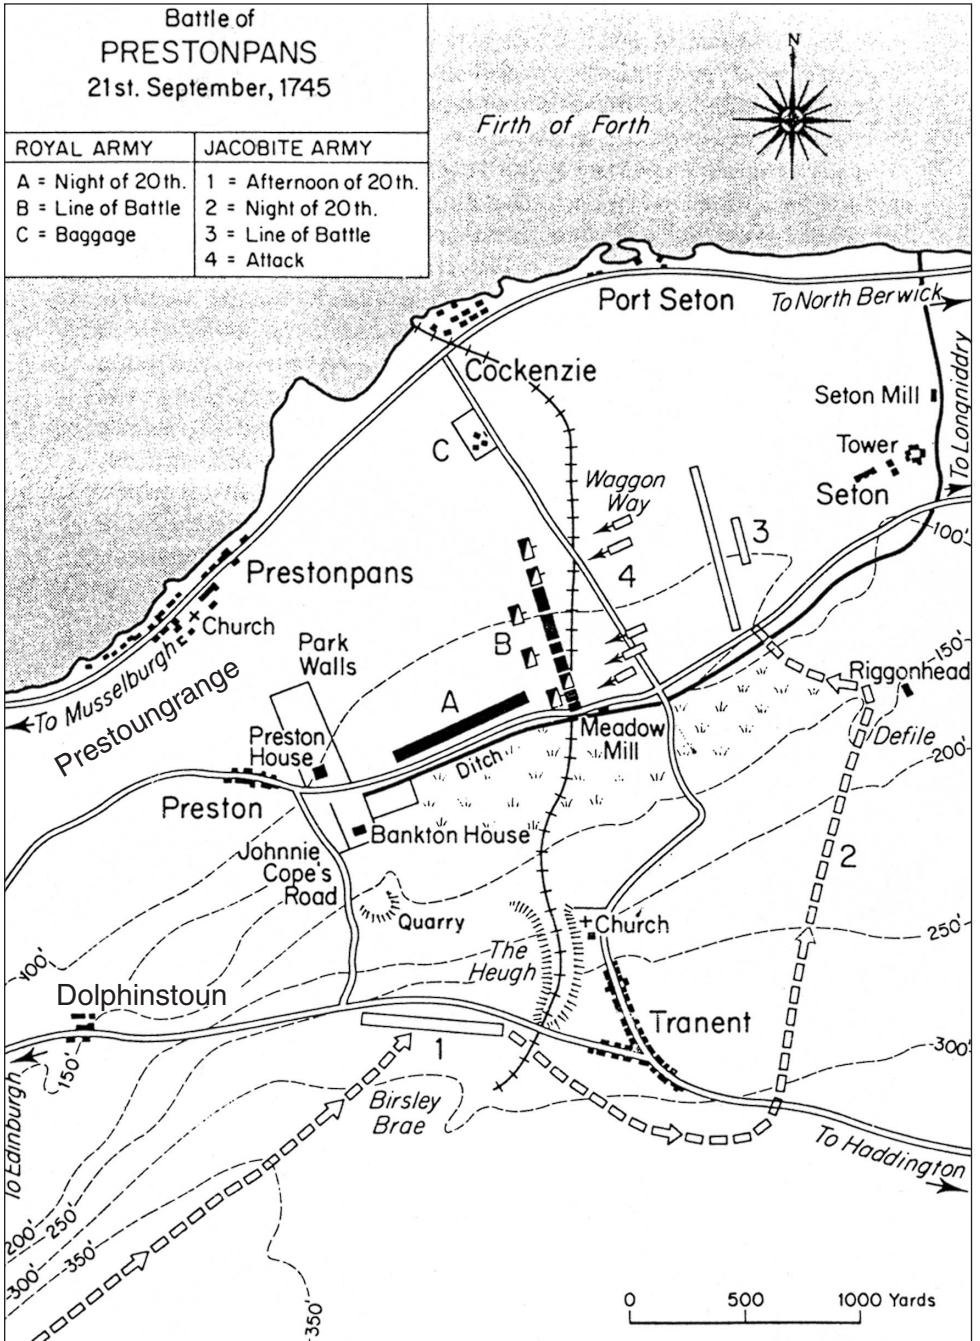 Battle of
PRESTONPANS
21st. September, 1745
ROYAL ARMY
A = Night of 20th.
B = Line of Battle
C = Baggage
JACOBITE ARMY
1 = Afternoon of 20th.
2 = Night of 20th.
3 = Line of Battle
4 = Attack
N
Firth of Forth
Port Seton
To North Berwick
To Longniddry
Cockenzie
Seton Mill
Tower
Seton
C
Waggon
Way
3
100'
4
Prestonpans
Church
B
Park
Walls
150'
To Musselburgh
Prestoungrange
A
Riggonhead
Defile
200'
Preston
House
Ditch
Meadow
Mill
Preston
Bankton House
2
Johnnie
Cope's
Road
Quarry
Church
250'
The
Heugh
100'
Dolphinstoun
Tranent
1
300'
150'
Birsley
Brae
To Edinburgh
To Haddington
200'
250'
300'
350'
350'
0 500 1000 Yards